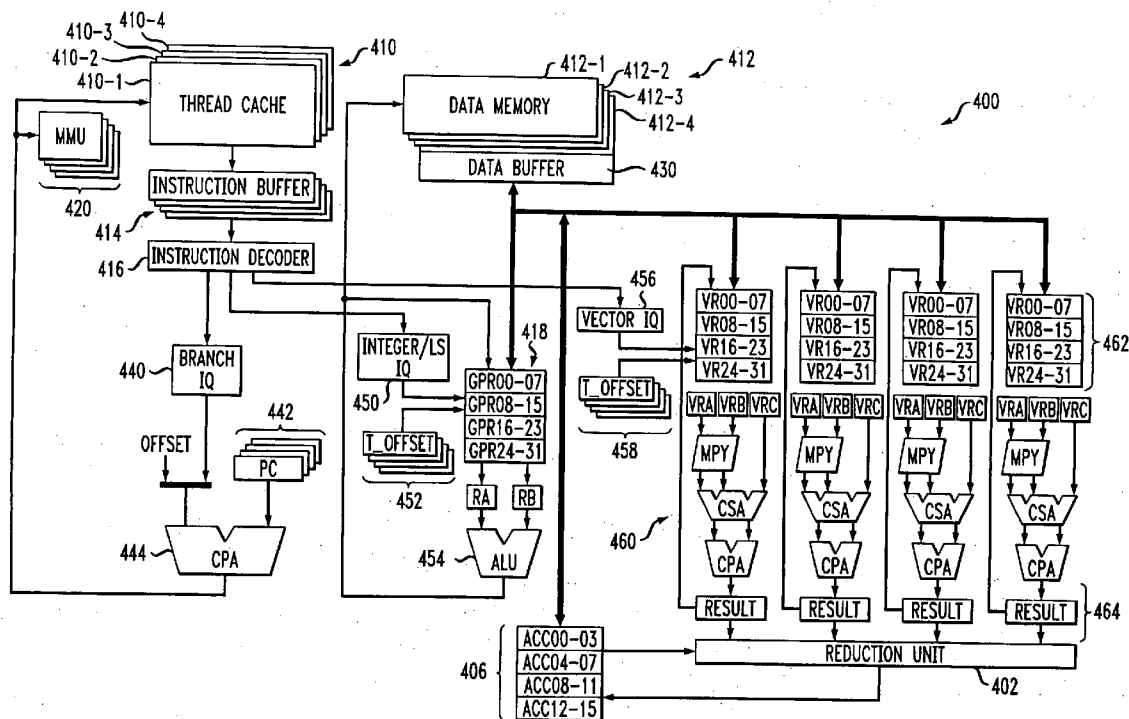 410-4
410-3
410-2
410-1
410
THREAD CACHE
412-1
412-2
412-3
412-4
412
DATA MEMORY
DATA BUFFER
430
400
MMU
420
INSTRUCTION BUFFER
414
INSTRUCTION DECODER
416
456
VECTOR IQ
INTEGER/LS
IQ
450
418
BRANCH
IQ
440
442
OFFSET
PC
T_OFFSET
452
GPR00-07
GPR08-15
GPR16-23
GPR24-31
RA
RB
444
CPA
454
ALU
T_OFFSET
458
VR00-07
VR08-15
VR16-23
VR24-31
VR00-07
VR08-15
VR16-23
VR24-31
VR00-07
VR08-15
VR16-23
VR24-31
VR00-07
VR08-15
VR16-23
VR24-31
462
VRA VRB VRC
VRA VRB VRC
VRA VRB VRC
VRA VRB VRC
MPY
MPY
MPY
MPY
CSA
CSA
CSA
CSA
460
CPA
CPA
CPA
CPA
RESULT
RESULT
RESULT
RESULT
464
406
ACC00-03
ACC04-07
ACC08-11
ACC12-15
REDUCTION UNIT
402